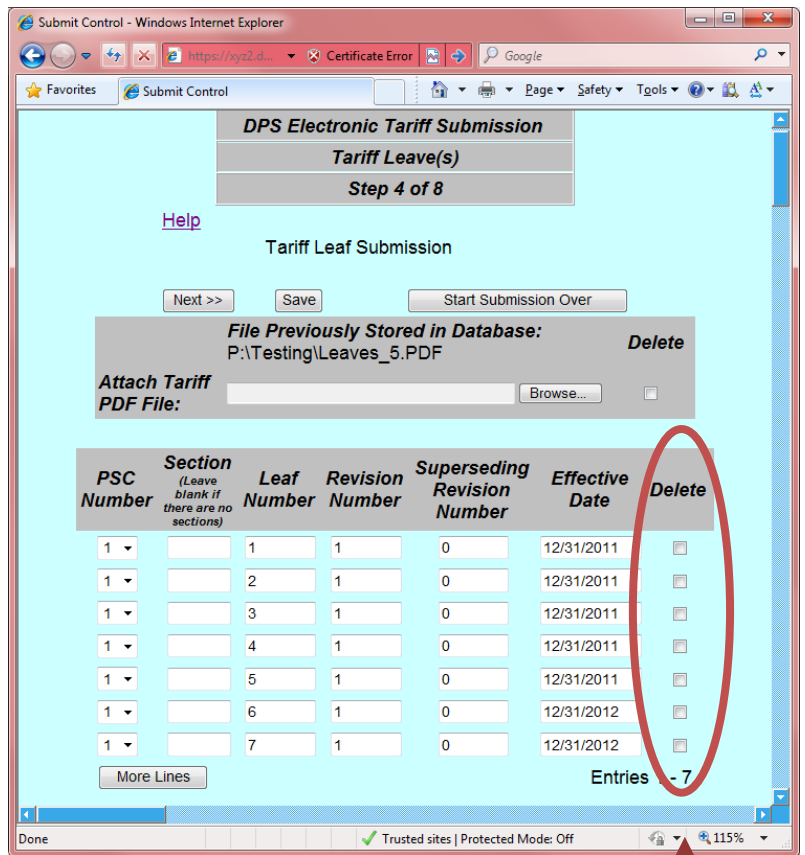 Submit Control - Windows Internet Explorer
https://xyz2.d... Certificate Error Google
Favorites Submit Control Page Safety Tools
DPS Electronic Tariff Submission
Tariff Leave(s)
Step 4 of 8
Help
Tariff Leaf Submission
Next >> Save Start Submission Over
File Previously Stored in Database:
P:\Testing\Leaves_5.PDF
Delete
Attach Tariff
PDF File:
Browse...
PSC Number Section (Leave blank if there are no sections) Leaf Number Revision Number Superseding Revision Number Effective Date Delete
1 1 1 0 12/31/2011
1 2 1 0 12/31/2011
1 3 1 0 12/31/2011
1 4 1 0 12/31/2011
1 5 1 0 12/31/2011
1 6 1 0 12/31/2012
1 7 1 0 12/31/2012
More Lines Entries - 7
Done Trusted sites | Protected Mode: Off 115%